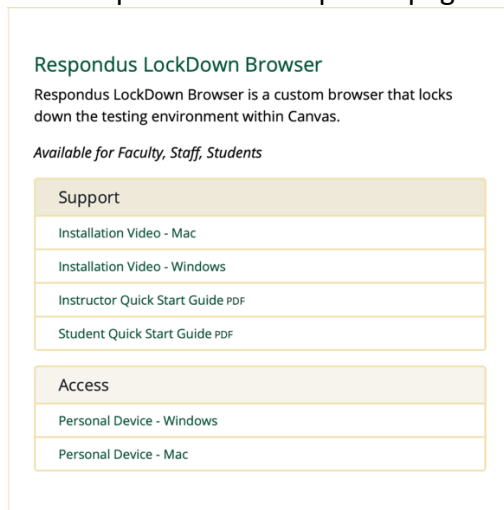 Respondus LockDown Browser
Respondus LockDown Browser is a custom browser that locks
down the testing environment within Canvas.
Available for Faculty, Staff, Students
Support
Installation Video - Mac
Installation Video - Windows
Instructor Quick Start Guide PDF
Student Quick Start Guide PDF
Access
Personal Device - Windows
Personal Device - Mac